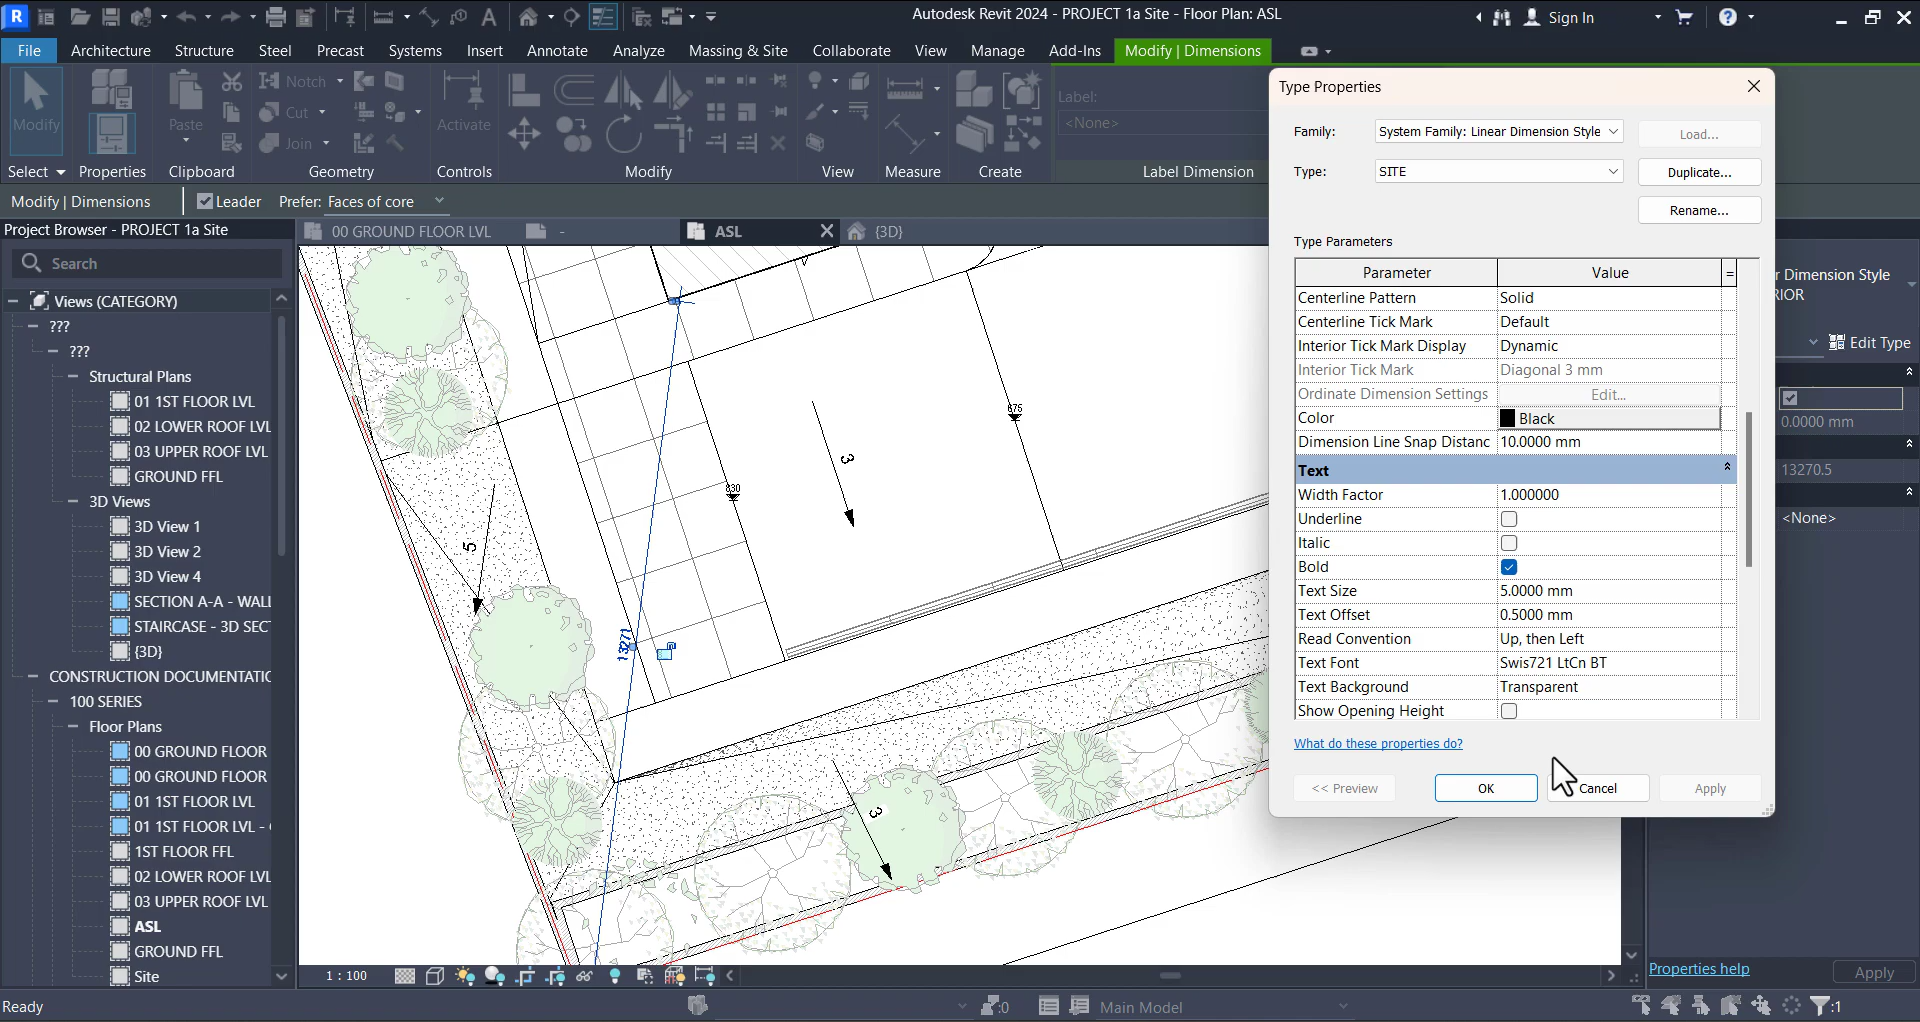 Autodesk Revit 2024 - PROJECT 1a Site - Floor Plan: ASL
Sign In
File
Architecture
Structure
Steel
Precast
Systems
Insert
Annotate
Analyze
Massing & Site
Collaborate
View
Manage
Add-Ins
Modify | Dimensions
Modify
Paste
Notch
Cut
Join
Activate
Label:
<None>
Select
Properties
Clipboard
Geometry
Controls
Modify
View
Measure
Create
Label Dimension
Modify | Dimensions
Leader
Prefer: Faces of core
Project Browser - PROJECT 1a Site
Search
Views (CATEGORY)
???
???
Structural Plans
01 1ST FLOOR LVL
02 LOWER ROOF LVL
03 UPPER ROOF LVL
GROUND FFL
3D Views
3D View 1
3D View 2
3D View 4
SECTION A-A - WALL
STAIRCASE - 3D SEC
{3D}
CONSTRUCTION DOCUMENTATIO
100 SERIES
Floor Plans
00 GROUND FLOOR
00 GROUND FLOOR
01 1ST FLOOR LVL
01 1ST FLOOR LVL -
1ST FLOOR FFL
02 LOWER ROOF LVL
03 UPPER ROOF LVL
ASL
GROUND FFL
Site
00 GROUND FLOOR LVL
-
ASL
{3D}
675
3
830
5
13271
3
Type Properties
Family:
System Family: Linear Dimension Style
Load...
Type:
SITE
Duplicate...
Rename...
Type Parameters
Parameter
Value
=
Centerline Pattern
Solid
Centerline Tick Mark
Default
Interior Tick Mark Display
Dynamic
Interior Tick Mark
Diagonal 3 mm
Ordinate Dimension Settings
Edit...
Color
Black
Dimension Line Snap Distanc
10.0000 mm
Text
Width Factor
1.000000
Underline
Italic
Bold
Text Size
5.0000 mm
Text Offset
0.5000 mm
Read Convention
Up, then Left
Text Font
Swis721 LtCn BT
Text Background
Transparent
Show Opening Height
What do these properties do?
<< Preview
OK
Cancel
Apply
r Dimension Style
RIOR
Edit Type
0.0000 mm
13270.5
<None>
Properties help
Apply
1 : 100
Ready
:0
Main Model
:1